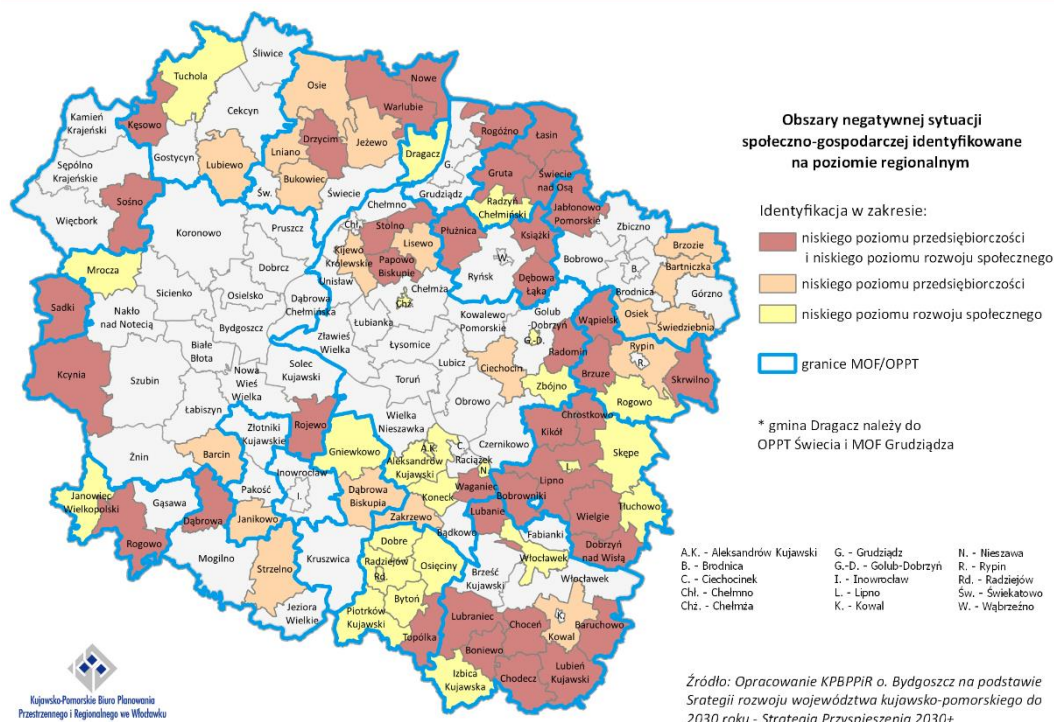 Śliwice
Tuchola
Osie
Nowe
Warlubie
Cekcyn
Kamień
Krajeński
Kęsowo
Drzycim
Jeżewo
Rogóźno
Łasin
Gostycyn
Lubiewo
Lniano
Dragacz
G.
Sępólno
Krajeńskie
Bukowiec
Gruta
Świecie
nad Osą
Św.
Świecie
Grudziądz
Radzyń
Chełmiński
Sośno
Chełmno
Jabłonowo
Pomorskie
Więcbork
Pruszcz
Chł.
Stolno
Płużnica
Książki
Zbiczno
Koronowo
Kijewo
Królewskie
Lisewo
Brzozie
Papowo
Biskupie
W.
Bobrowo
B.
Bartniczka
Mrocza
Dobrcz
Unisław
Ryńsk
Dębowa
Łąka
Brodnica
Górzno
Sicienko
Osielsko
Dąbrowa
Chełmińska
Chełmża
Chż.
Golub
-Dobrzyń
Osiek
Świedziebnia
Sadki
Nakło
nad Notecią
Bydgoszcz
Łubianka
Kowalewo
Pomorskie
G.-D.
Wąpielsk
Zławieś
Wielka
Łysomice
Radomin
Rypin
R.
Białe
Błota
Lubicz
Ciechocin
Brzuze
Skrwilno
Kcynia
Szubin
Nowa
Wieś
Wielka
Solec
Kujawski
Toruń
Zbójno
Rogowo
Obrowo
Łabiszyn
Wielka
Nieszawka
Chrostkowo
Złotniki
Kujawskie
Rojewo
Czernikowo
Kikół
Żnin
Barcin
Gniewkowo
A.K.
C.
Aleksandrów
Kujawski
Raciążek
N.
Skępe
Inowrocław
I.
L.
Lipno
Janowiec
Wielkopolski
Gąsawa
Pakość
Dąbrowa
Biskupia
Koneck
Waganiec
Bobrowniki
Tłuchowo
Rogowo
Dąbrowa
Janikowo
Zakrzewo
Lubanie
Wielgie
Bądkowo
Fabianki
Dobrzyń
nad Wisłą
Mogilno
Strzelno
Kruszwica
Dobre
Radziejów
Rd.
Osięciny
Włocławek
Brześć
Kujawski
Włocławek
Jeziora
Wielkie
Bytoń
Piotrków
Kujawski
Lubraniec
Choceń
K.
Kowal
Baruchowo
Topólka
Boniewo
Izbica
Kujawska
Chodecz
Lubień
Kujawski
Obszary negatywnej sytuacji
społeczno-gospodarczej identyfikowane
na poziomie regionalnym
Identyfikacja w zakresie:
niskiego poziomu przedsiębiorczości
i niskiego poziomu rozwoju społecznego
niskiego poziomu przedsiębiorczości
niskiego poziomu rozwoju społecznego
granice MOF/OPPT
* gmina Dragacz należy do
OPPT Świecia i MOF Grudziądza
A.K. - Aleksandrów Kujawski
B. - Brodnica
C. - Ciechocinek
Chł. - Chełmno
Chż. - Chełmża
G. - Grudziądz
G.-D. - Golub-Dobrzyń
I. - Inowrocław
L. - Lipno
K. - Kowal
N. - Nieszawa
R. - Rypin
Rd. - Radziejów
Św. - Świekatowo
W. - Wąbrzeźno
Kujawsko-Pomorskie Biuro Planowania
Przestrzennego i Regionalnego we Włocławku
Źródło: Opracowanie KPBPPiR o. Bydgoszcz na podstawie
Srategii rozwoju województwa kujawsko-pomorskiego do
2030 roku - Strategia Przyspieszenia 2030+